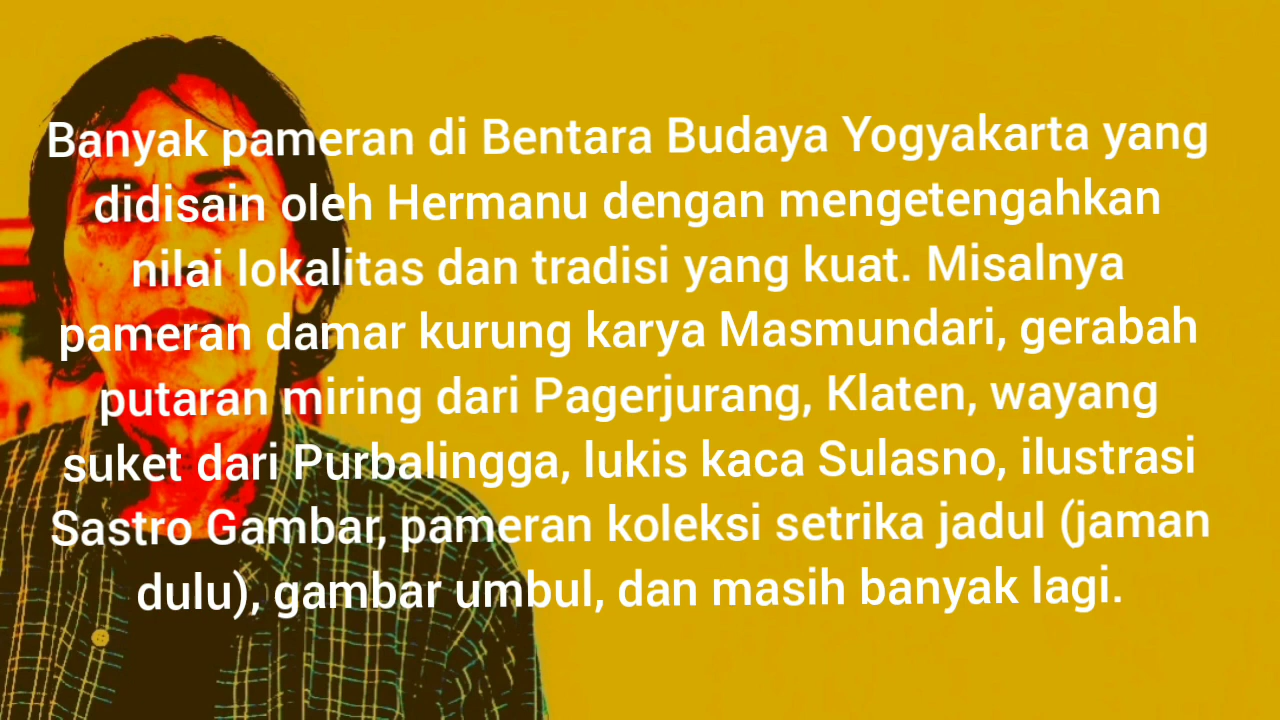 Banyak pameran di Bentara Budaya Yogyakarta yang
didisain oleh Hermanu dengan mengetengahkan
nilai lokalitas dan tradisi yang kuat. Misalnya
pameran damar kurung karya Masmundari, gerabah
putaran miring dari Pagerjurang, Klaten, wayang
suket dari Purbalingga, lukis kaca Sulasno, ilustrasi
Sastro Gambar, pameran koleksi setrika jadul (jaman
dulu), gambar umbul, dan masih banyak lagi.